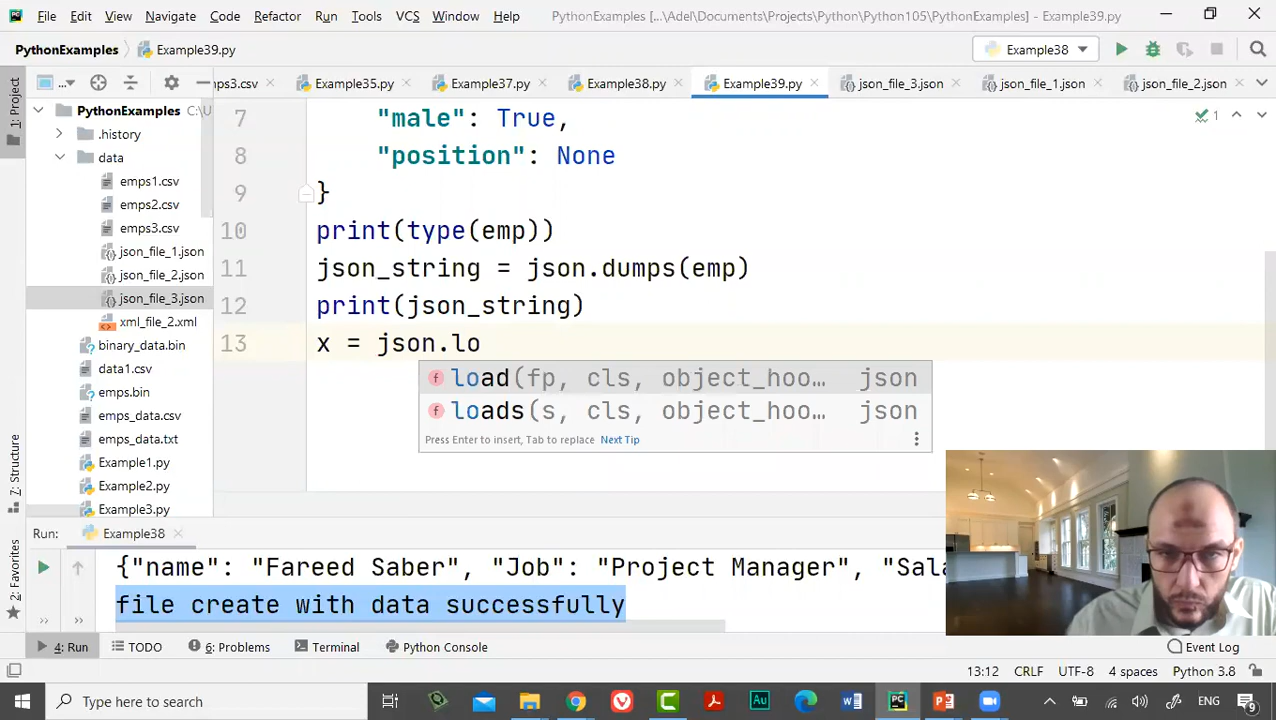 File Edit View Navigate Code Refactor Run Tools VCS Window Help PythonExamples [...\Adel\Documents\Projects\Python\Python105\PythonExamples] - Example39.py
PythonExamples Example39.py Example38
mps3.csv Example35.py Example37.py Example38.py Example39.py json_file_3.json json_file_1.json json_file_2.json
1: Project
PythonExamples C:\U
.history
data
emps1.csv
emps2.csv
emps3.csv
json_file_1.json
json_file_2.json
json_file_3.json
xml_file_2.xml
binary_data.bin
data1.csv
emps.bin
emps_data.csv
emps_data.txt
Example1.py
Example2.py
Example3.py
7 "male": True,
8 "position": None
9 }
10 print(type(emp))
11 json_string = json.dumps(emp)
12 print(json_string)
13 x = json.lo
1
load(fp, cls, object_hoo… json
loads(s, cls, object_hoo… json
Press Enter to insert, Tab to replace Next Tip
7: Structure
2: Favorites
Run: Example38
{"name": "Fareed Saber", "Job": "Project Manager", "Sala
file create with data successfully
4: Run TODO 6: Problems Terminal Python Console Event Log
13:12 CRLF UTF-8 4 spaces Python 3.8
Type here to search
ENG
9